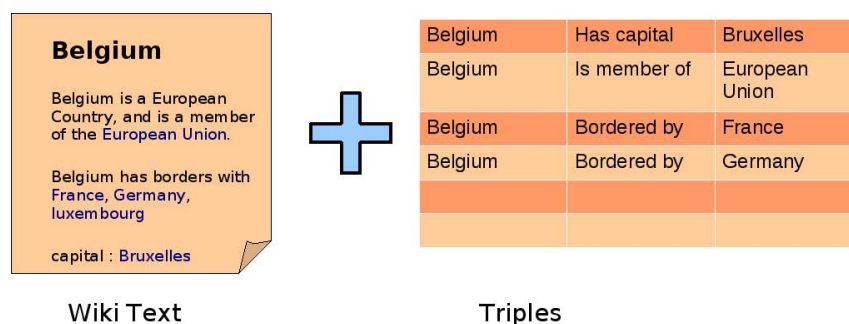 Belgium
Belgium is a European
Country, and is a member
of the European Union.
Belgium has borders with
France, Germany,
luxembourg
capital : Bruxelles
Wiki Text
Belgium Has capital Bruxelles
Belgium Is member of European
Union
Belgium Bordered by France
Belgium Bordered by Germany
Triples